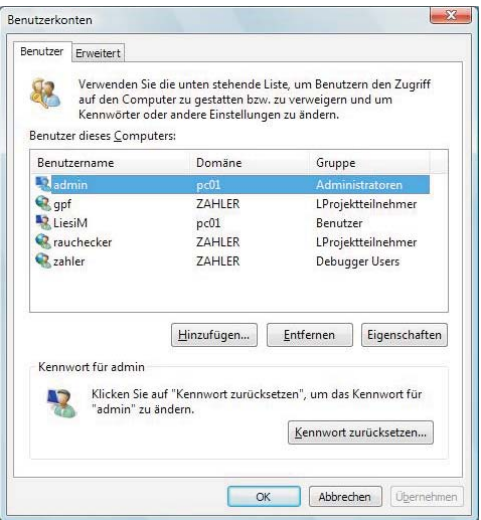 Benutzerkonten
Benutzer Erweitert
Verwenden Sie die unten stehende Liste, um Benutzern den Zugriff
auf den Computer zu gestatten bzw. zu verweigern und um
Kennwörter oder andere Einstellungen zu ändern.
Benutzer dieses Computers:
Benutzername Domäne Gruppe
admin pc01 Administratoren
gpf ZAHLER LProjektteilnehmer
LiesiM pc01 Benutzer
rauchecker ZAHLER LProjektteilnehmer
zahler ZAHLER Debugger Users
Hinzufügen... Entfernen Eigenschaften
Kennwort für admin
Klicken Sie auf "Kennwort zurücksetzen", um das Kennwort für
"admin" zu ändern.
Kennwort zurücksetzen...
OK Abbrechen Übernehmen